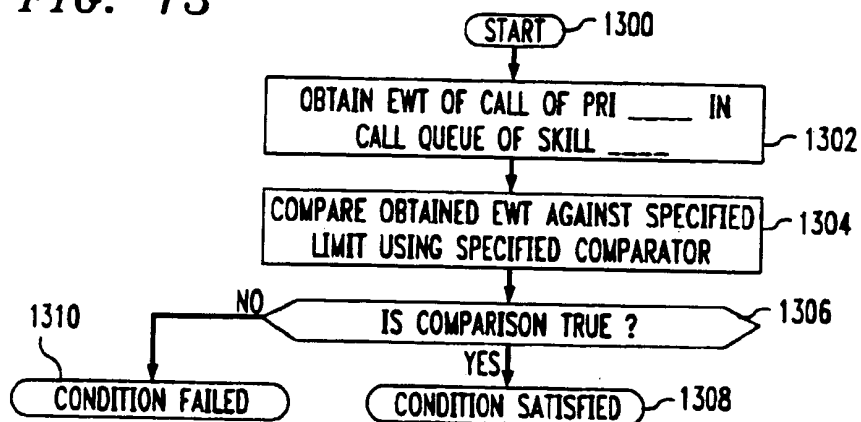 FIG. 13
START 1300
OBTAIN EWT OF CALL OF PRI ____ IN
CALL QUEUE OF SKILL ____
1302
COMPARE OBTAINED EWT AGAINST SPECIFIED
LIMIT USING SPECIFIED COMPARATOR
1304
NO
IS COMPARISON TRUE ?
1306
YES
1310
CONDITION FAILED
CONDITION SATISFIED
1308